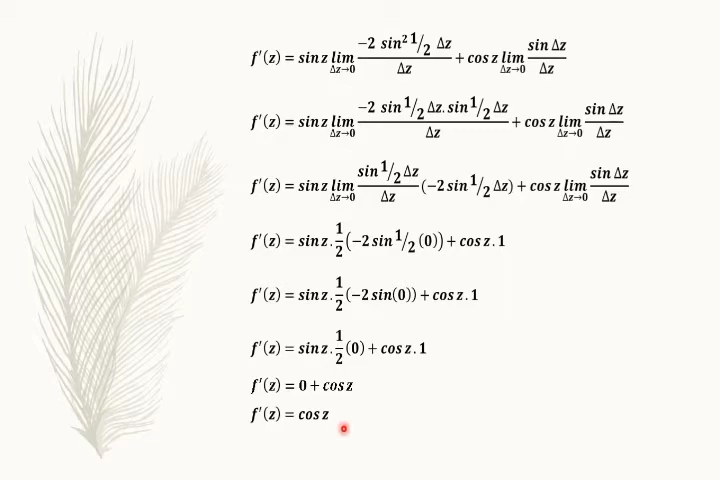 f′(z) = sin z lim_{Δz→0} (−2 sin² 1/2 Δz)/(Δz) + cos z lim_{Δz→0} (sin Δz)/(Δz)
f′(z) = sin z lim_{Δz→0} (−2 sin 1/2 Δz. sin 1/2 Δz)/(Δz) + cos z lim_{Δz→0} (sin Δz)/(Δz)
f′(z) = sin z lim_{Δz→0} (sin 1/2 Δz)/(Δz) (−2 sin 1/2 Δz) + cos z lim_{Δz→0} (sin Δz)/(Δz)
f′(z) = sin z. 1/2 (−2 sin 1/2 (0)) + cos z. 1
f′(z) = sin z. 1/2 (−2 sin(0)) + cos z. 1
f′(z) = sin z. 1/2 (0) + cos z. 1
f′(z) = 0 + cos z
f′(z) = cos z